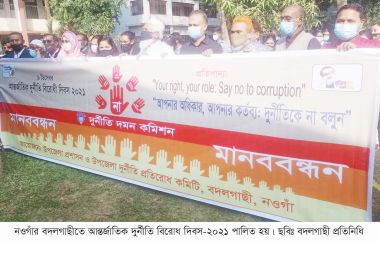 ৯ ডিসেম্বর
আন্তর্জাতিক দুর্নীতি বিরোধী দিবস ২০২১
মানববন্ধন
না
দুর্নীতি দমন কমিশন
প্রতিপাদ্য:
"Your right, your role: Say no to corruption"
"আপনার অধিকার, আপনার কর্তব্য: দুর্নীতিকে না বলুন"
মানববন্ধন
উপজেলা প্রশাসন ও উপজেলা দুর্নীতি প্রতিরোধ কমিটি, বদলগাছী, নওগাঁ
নওগাঁর বদলগাছীতে আন্তর্জাতিক দুর্নীতি বিরোধ দিবস-২০২১ পালিত হয়। ছবিঃ বদলগাছী প্রতিনিধি